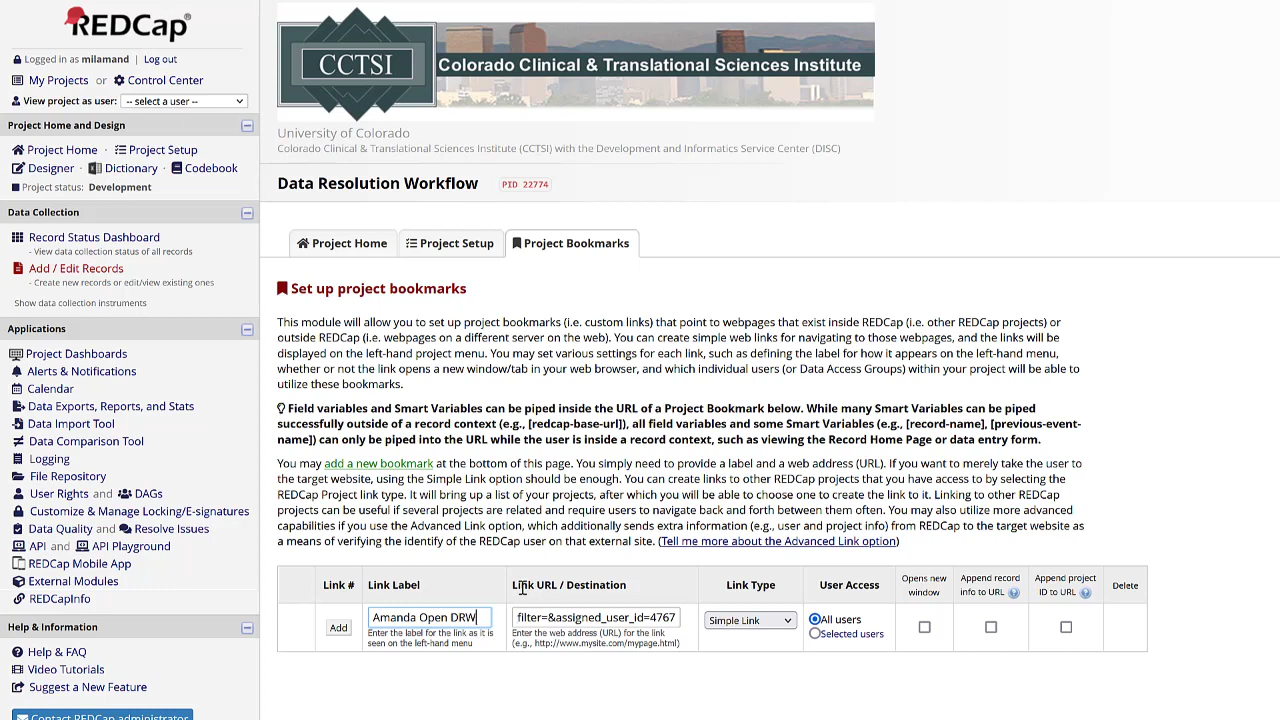 REDCap
Logged in as milamand | Log out
My Projects or Control Center
View project as user: -- select a user --
Project Home and Design
Project Home · Project Setup
Designer · Dictionary · Codebook
Project status: Development
Data Collection
Record Status Dashboard
- View data collection status of all records
Add / Edit Records
- Create new records or edit/view existing ones
Show data collection instruments
Applications
Project Dashboards
Alerts & Notifications
Calendar
Data Exports, Reports, and Stats
Data Import Tool
Data Comparison Tool
Logging
File Repository
User Rights and DAGs
Customize & Manage Locking/E-signatures
Data Quality and Resolve Issues
API and API Playground
REDCap Mobile App
External Modules
REDCapInfo
Help & Information
Help & FAQ
Video Tutorials
Suggest a New Feature
Contact REDCap administrator
CCTSI
Colorado Clinical & Translational Sciences Institute
University of Colorado
Colorado Clinical & Translational Sciences Institute (CCTSI) with the Development and Informatics Service Center (DISC)
Data Resolution Workflow PID 22774
Project Home
Project Setup
Project Bookmarks
Set up project bookmarks
This module will allow you to set up project bookmarks (i.e. custom links) that point to webpages that exist inside REDCap (i.e. other REDCap projects) or
outside REDCap (i.e. webpages on a different server on the web). You can create simple web links for navigating to those webpages, and the links will be
displayed on the left-hand project menu. You may set various settings for each link, such as defining the label for how it appears on the left-hand menu,
whether or not the link opens a new window/tab in your web browser, and which individual users (or Data Access Groups) within your project will be able to
utilize these bookmarks.
Field variables and Smart Variables can be piped inside the URL of a Project Bookmark below. While many Smart Variables can be piped
successfully outside of a record context (e.g., [redcap-base-url]), all field variables and some Smart Variables (e.g., [record-name], [previous-event-
name]) can only be piped into the URL while the user is inside a record context, such as viewing the Record Home Page or data entry form.
You may add a new bookmark at the bottom of this page. You simply need to provide a label and a web address (URL). If you want to merely take the user to
the target website, using the Simple Link option should be enough. You can create links to other REDCap projects that you have access to by selecting the
REDCap Project link type. It will bring up a list of your projects, after which you will be able to choose one to create the link to it. Linking to other REDCap
projects can be useful if several projects are related and require users to navigate back and forth between them often. You may also utilize more advanced
capabilities if you use the Advanced Link option, which additionally sends extra information (e.g., user and project info) from REDCap to the target website as
a means of verifying the identify of the REDCap user on that external site. (Tell me more about the Advanced Link option)
Link # Link Label Link URL / Destination Link Type User Access Opens new window Append record info to URL ? Append project ID to URL ? Delete
Add
Amanda Open DRW
Enter the label for the link as it is
seen on the left-hand menu
filter=&assigned_user_id=4767
Enter the web address (URL) for the link
(e.g., http://www.mysite.com/mypage.html)
Simple Link
All users
Selected users